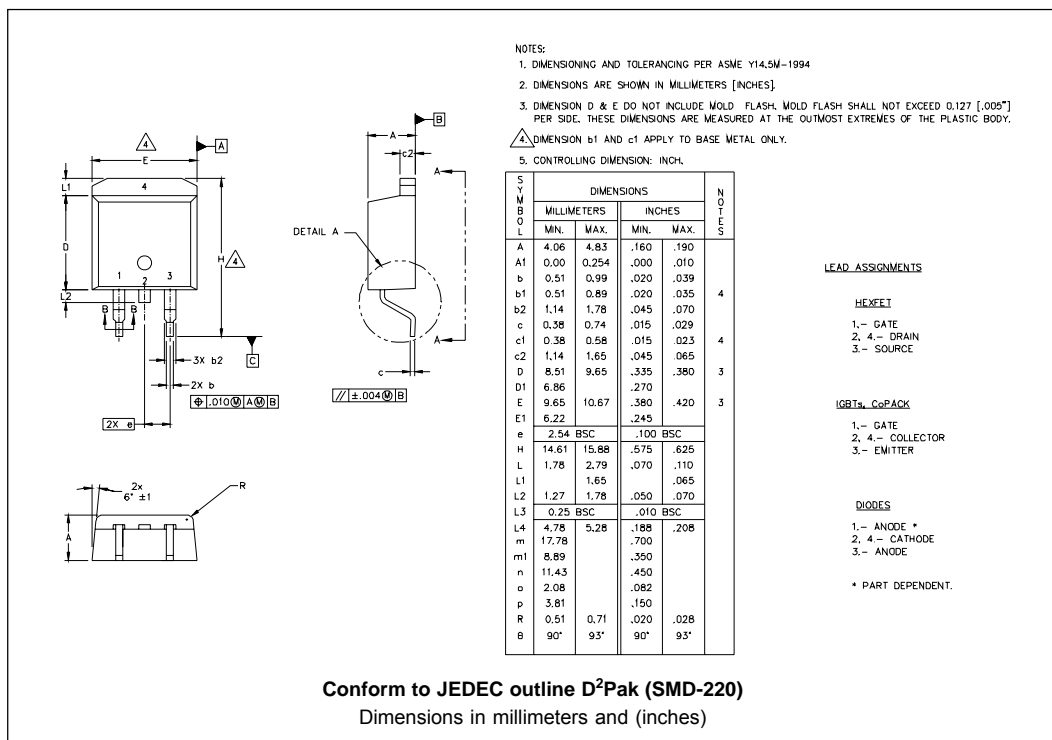 NOTES:
1. DIMENSIONING AND TOLERANCING PER ASME Y14.5M-1994
2. DIMENSIONS ARE SHOWN IN MILLIMETERS [INCHES].
3. DIMENSION D & E DO NOT INCLUDE MOLD FLASH. MOLD FLASH SHALL NOT EXCEED 0.127 [.005"]
PER SIDE. THESE DIMENSIONS ARE MEASURED AT THE OUTMOST EXTREMES OF THE PLASTIC BODY.
4. DIMENSION b1 AND c1 APPLY TO BASE METAL ONLY.
5. CONTROLLING DIMENSION: INCH.
4
E
A
L1
4
D
H
4
1
2
3
L2
B
B
C
3X b2
2X b
⌖ .010Ⓜ AⓂ B
2X e
A
B
c2
A
DETAIL A
A
c
// ±.004Ⓜ B
2x
6° ±1
R
A
SYMBOL DIMENSIONS NOTES
MILLIMETERS INCHES
MIN. MAX. MIN. MAX.
A 4.06 4.83 .160 .190
A1 0.00 0.254 .000 .010
b 0.51 0.99 .020 .039
b1 0.51 0.89 .020 .035 4
b2 1.14 1.78 .045 .070
c 0.38 0.74 .015 .029
c1 0.38 0.58 .015 .023 4
c2 1.14 1.65 .045 .065
D 8.51 9.65 .335 .380 3
D1 6.86 .270
E 9.65 10.67 .380 .420 3
E1 6.22 .245
e 2.54 BSC .100 BSC
H 14.61 15.88 .575 .625
L 1.78 2.79 .070 .110
L1 1.65 .065
L2 1.27 1.78 .050 .070
L3 0.25 BSC .010 BSC
L4 4.78 5.28 .188 .208
m 17.78 .700
m1 8.89 .350
n 11.43 .450
o 2.08 .082
p 3.81 .150
R 0.51 0.71 .020 .028
θ 90° 93° 90° 93°
LEAD ASSIGNMENTS
HEXFET
1.- GATE
2, 4.- DRAIN
3.- SOURCE
IGBTs, CoPACK
1.- GATE
2, 4.- COLLECTOR
3.- EMITTER
DIODES
1.- ANODE *
2, 4.- CATHODE
3.- ANODE
* PART DEPENDENT.
Conform to JEDEC outline D²Pak (SMD-220)
Dimensions in millimeters and (inches)